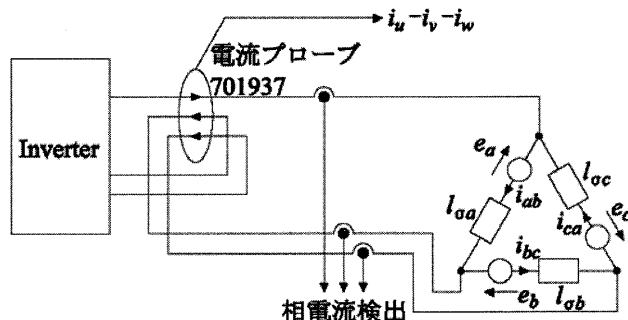 i_u-i_v-i_w
電流プローブ
701937
Inverter
e_a
l_σa
i_ab
l_σc
i_ca
e_c
i_bc
e_b
l_σb
相電流検出